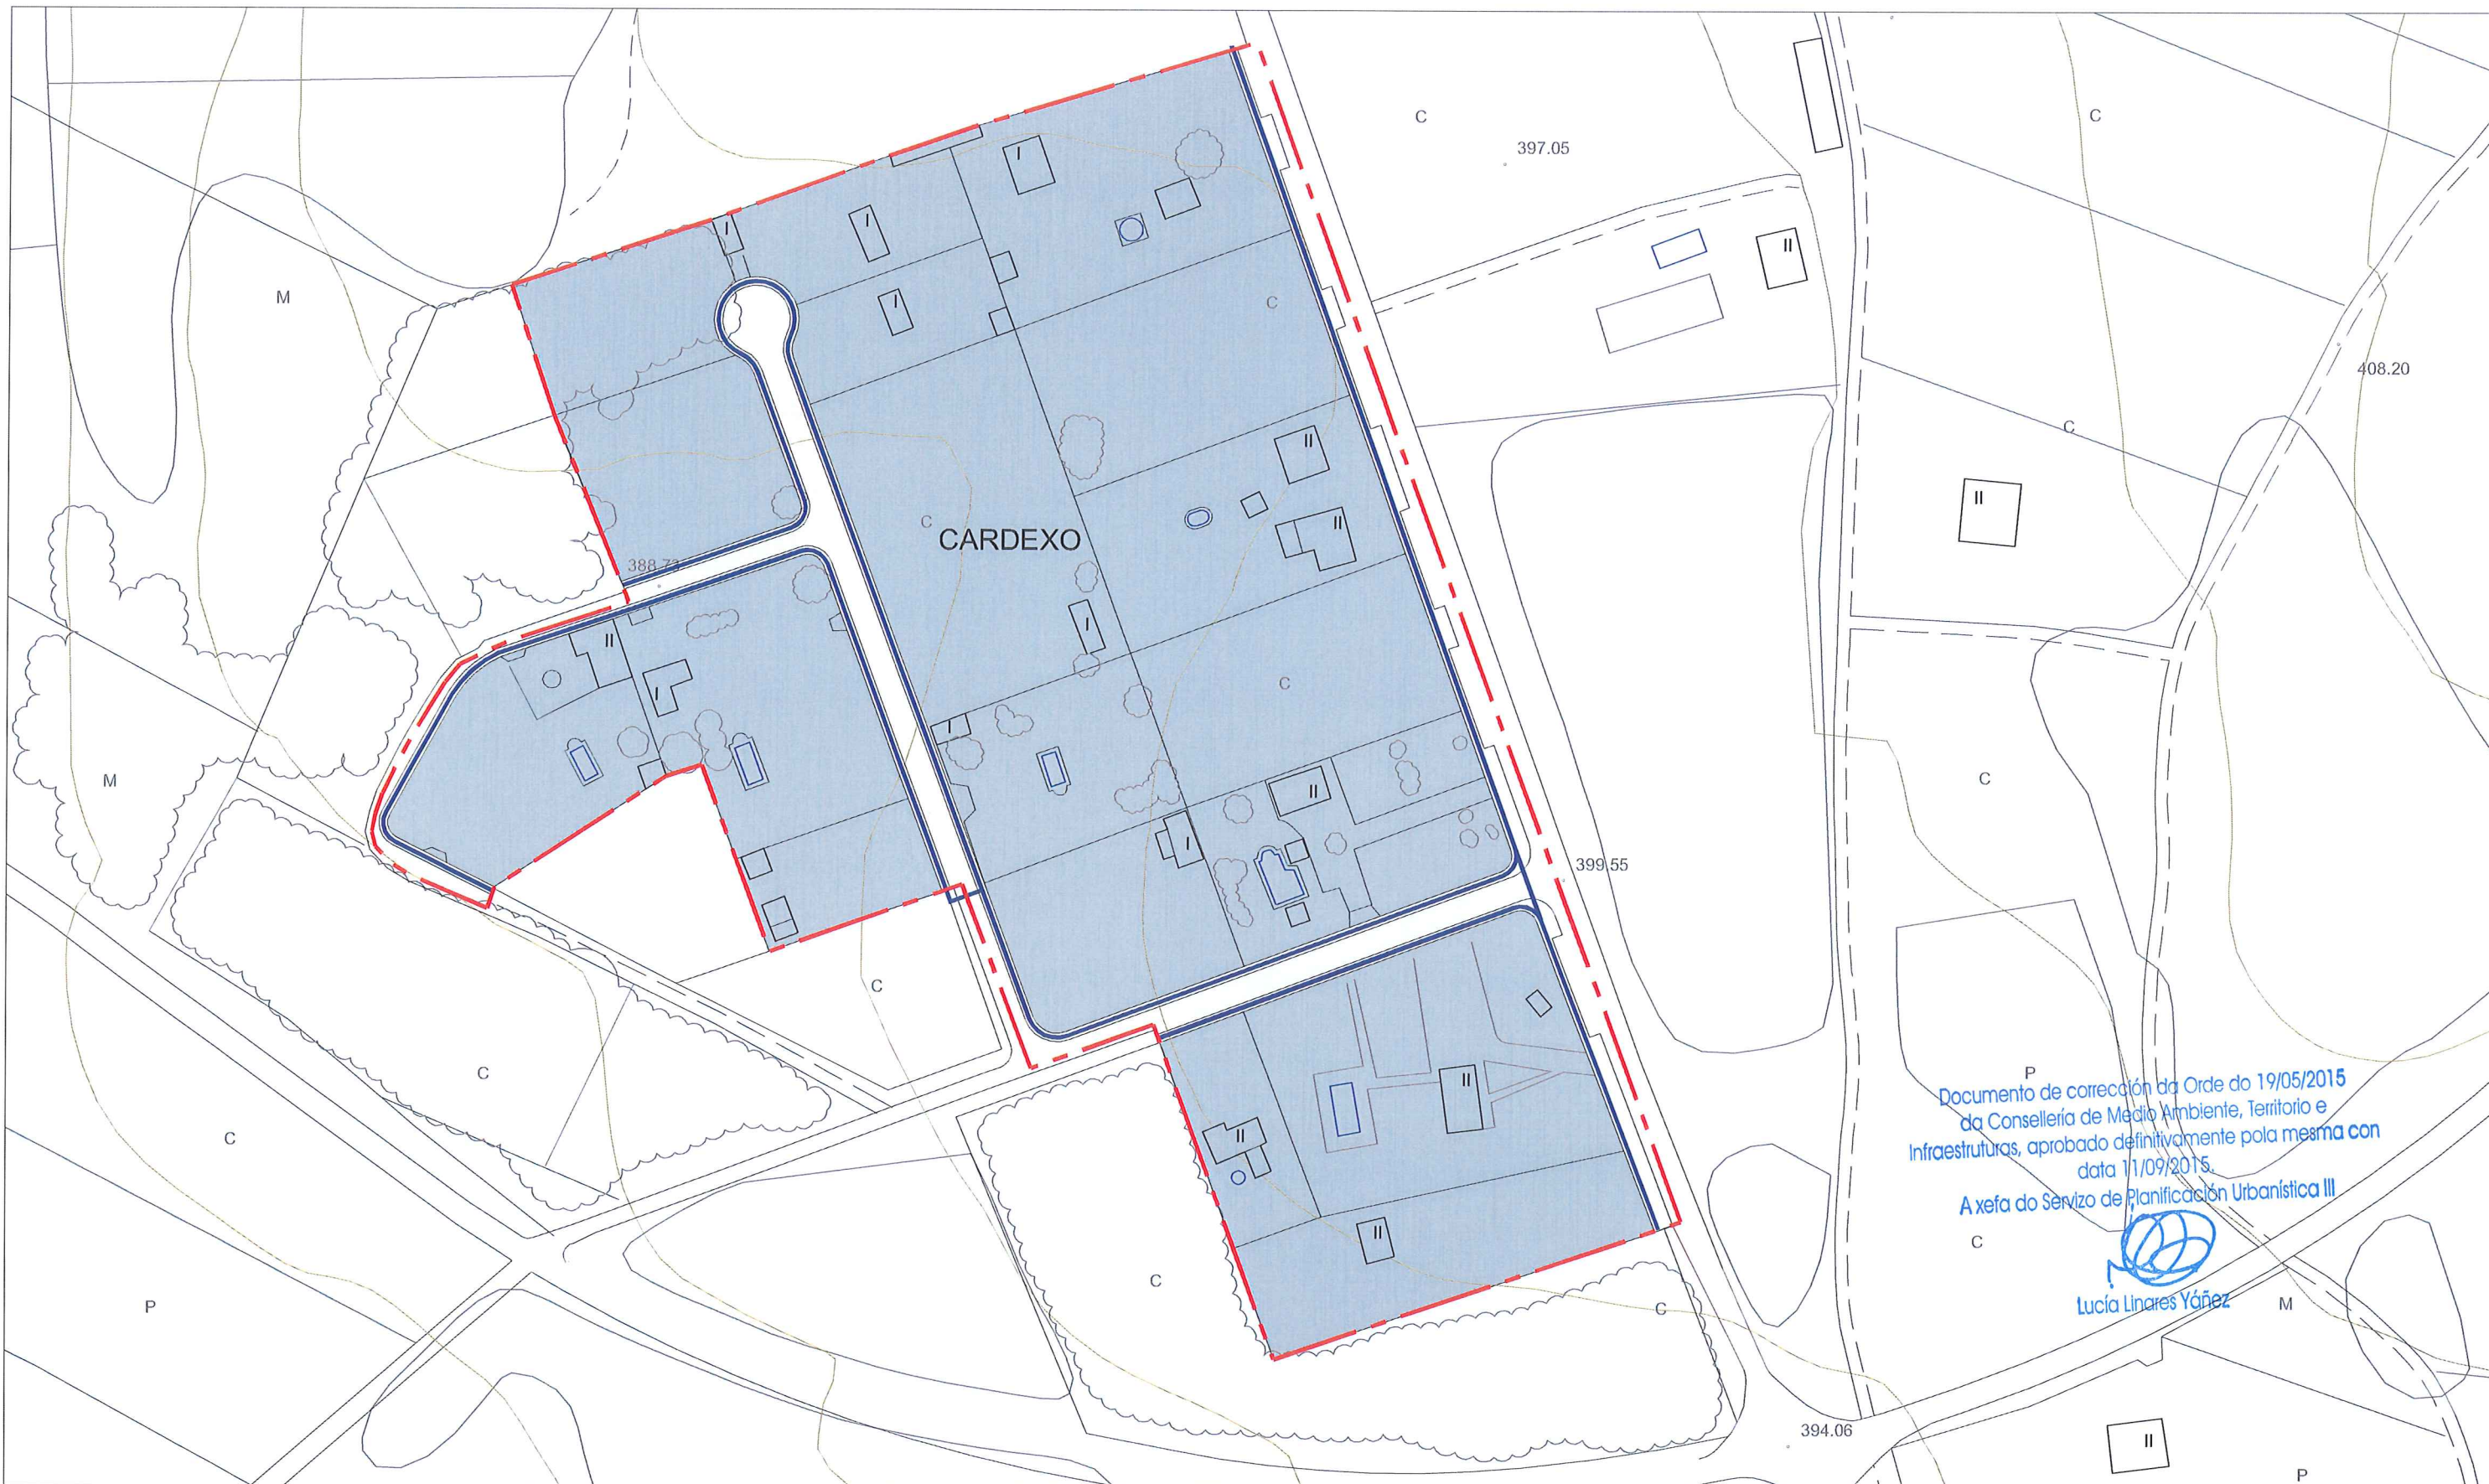 C
C
397.05
I
I
I
I
II
M
C
408.20
C
II
II
C
CARDEXO
II
388.73
II
I
I
C
I
M
C
II
I
399.55
C
C
P
II
II
C
Documento de corrección da Orde do 19/05/2015
da Consellería de Medio Ambiente, Territorio e
Infraestruturas, aprobado definitivamente pola mesma con
data 11/09/2015.
A xefa do Servizo de Planificación Urbanística III
Lucía Linares Yáñez
C
II
C
P
C
M
394.06
II
P